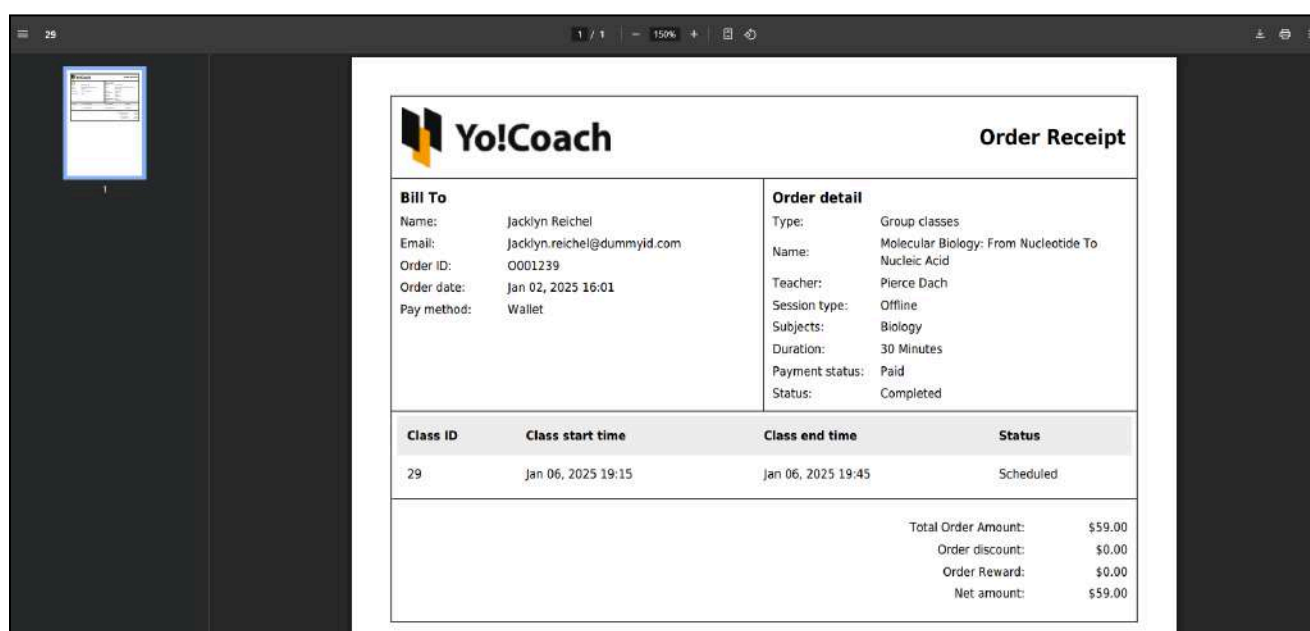 29
1 / 1
150%
1
Yo!Coach
Order Receipt
Bill To
Name: Jacklyn Reichel
Email: Jacklyn.reichel@dummyid.com
Order ID: O001239
Order date: Jan 02, 2025 16:01
Pay method: Wallet
Order detail
Type: Group classes
Name: Molecular Biology: From Nucleotide To
Nucleic Acid
Teacher: Pierce Dach
Session type: Offline
Subjects: Biology
Duration: 30 Minutes
Payment status: Paid
Status: Completed
Class ID Class start time Class end time Status
29 Jan 06, 2025 19:15 Jan 06, 2025 19:45 Scheduled
Total Order Amount: $59.00
Order discount: $0.00
Order Reward: $0.00
Net amount: $59.00